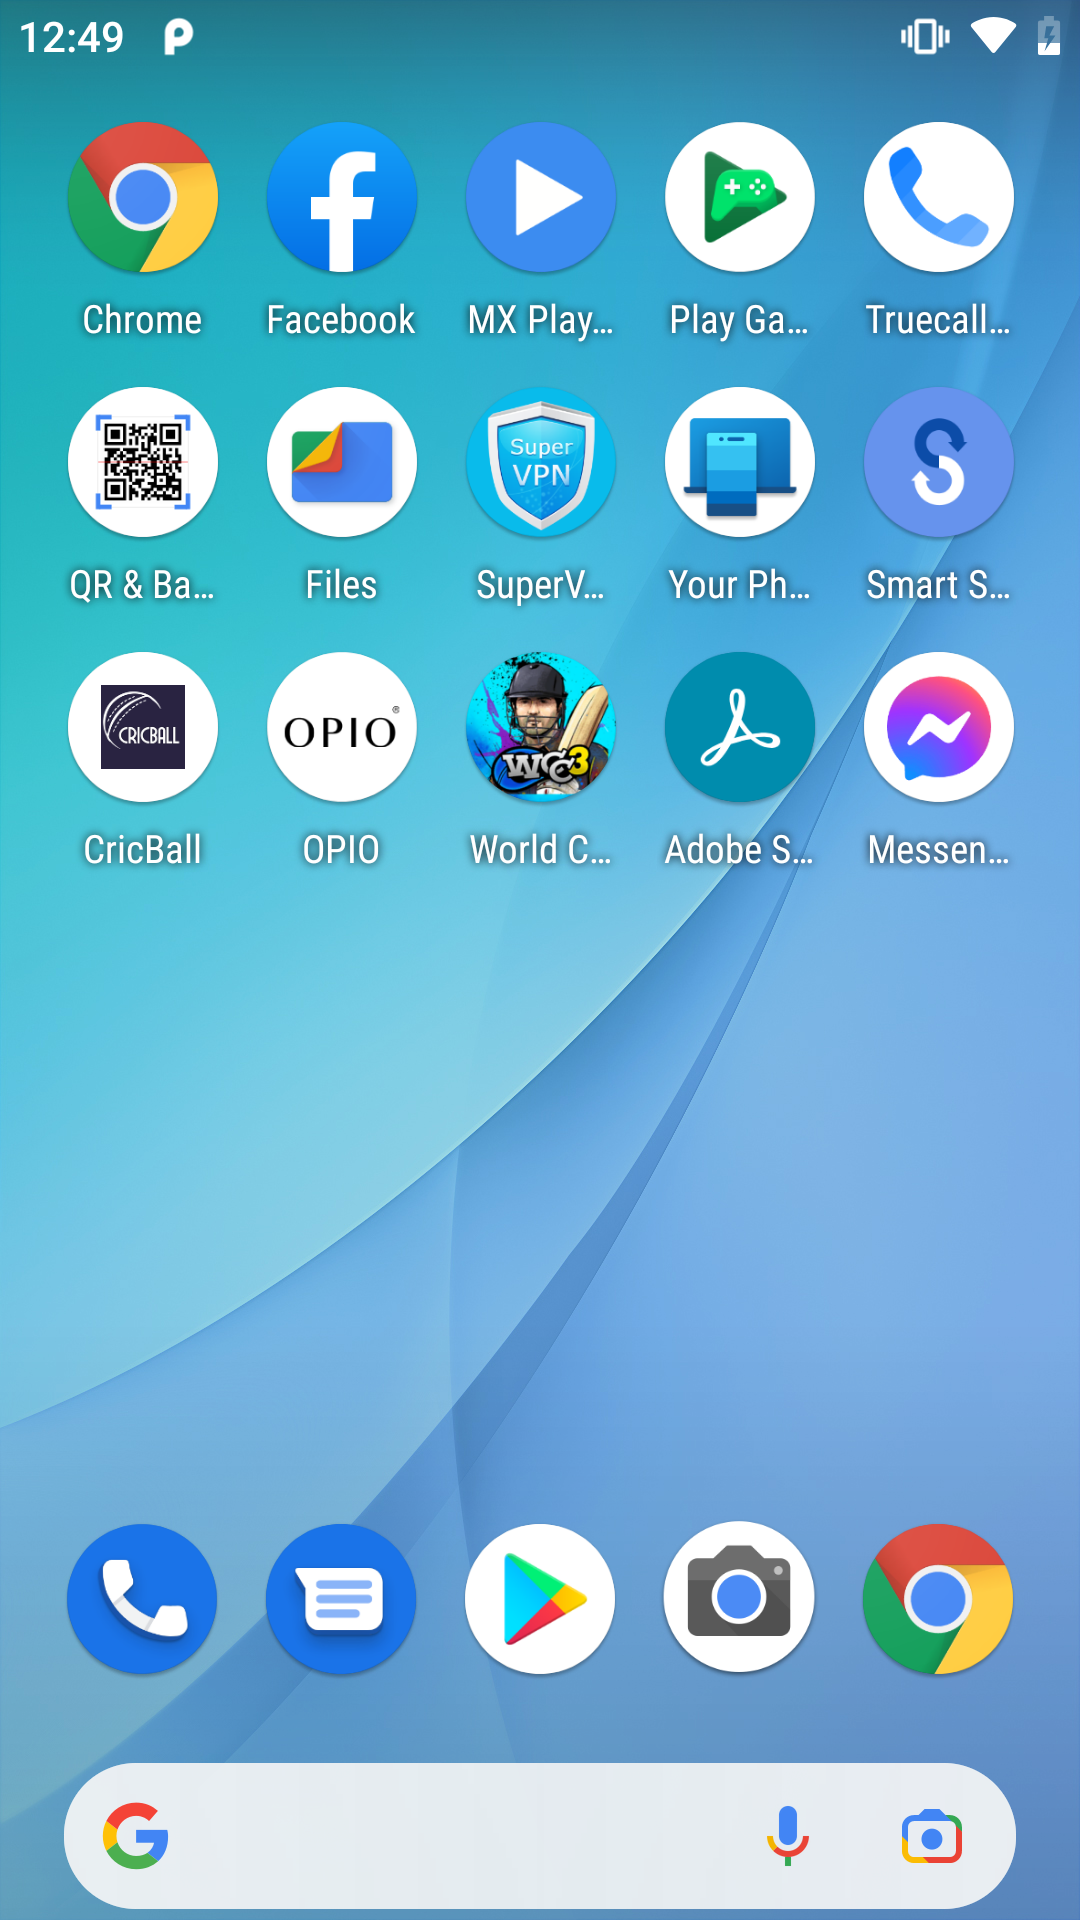 12:49
Chrome Facebook MX Play... Play Ga... Truecall...
Super
VPN
QR & Ba... Files SuperV... Your Ph... Smart S...
CRICBALL OPIO® WCC3
CricBall OPIO World C... Adobe S... Messen...